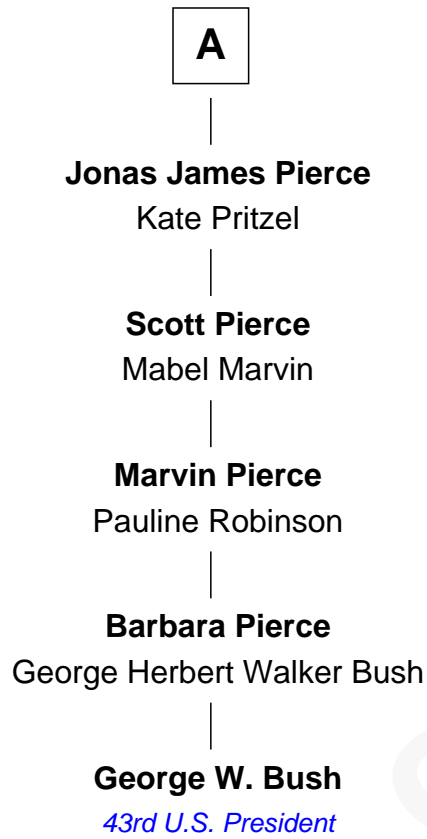 A
Jonas James Pierce
Kate Pritzel
Scott Pierce
Mabel Marvin
Marvin Pierce
Pauline Robinson
Barbara Pierce
George Herbert Walker Bush
George W. Bush
43rd U.S. President